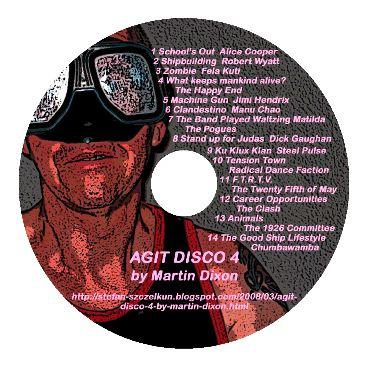 1 School's Out  Alice Cooper
2 Shipbuilding  Robert Wyatt
3 Zombie  Fela Kuti
4 What keeps mankind alive?
The Happy End
5 Machine Gun  Jimi Hendrix
6 Clandestino  Manu Chao
7 The Band Played Waltzing Matilda
The Pogues
8 Stand up for Judas  Dick Gaughan
9 Ku Klux Klan  Steel Pulse
10 Tension Town
Radical Dance Faction
11 F.T.R.T.V.
The Twenty Fifth of May
12 Career Opportunities
The Clash
13 Animals
The 1926 Committee
14 The Good Ship Lifestyle
Chumbawamba
AGIT DISCO 4
by Martin Dixon
http://stefan-szczelkun.blogspot.com/2008/03/agit-
disco-4-by-martin-dixon.html